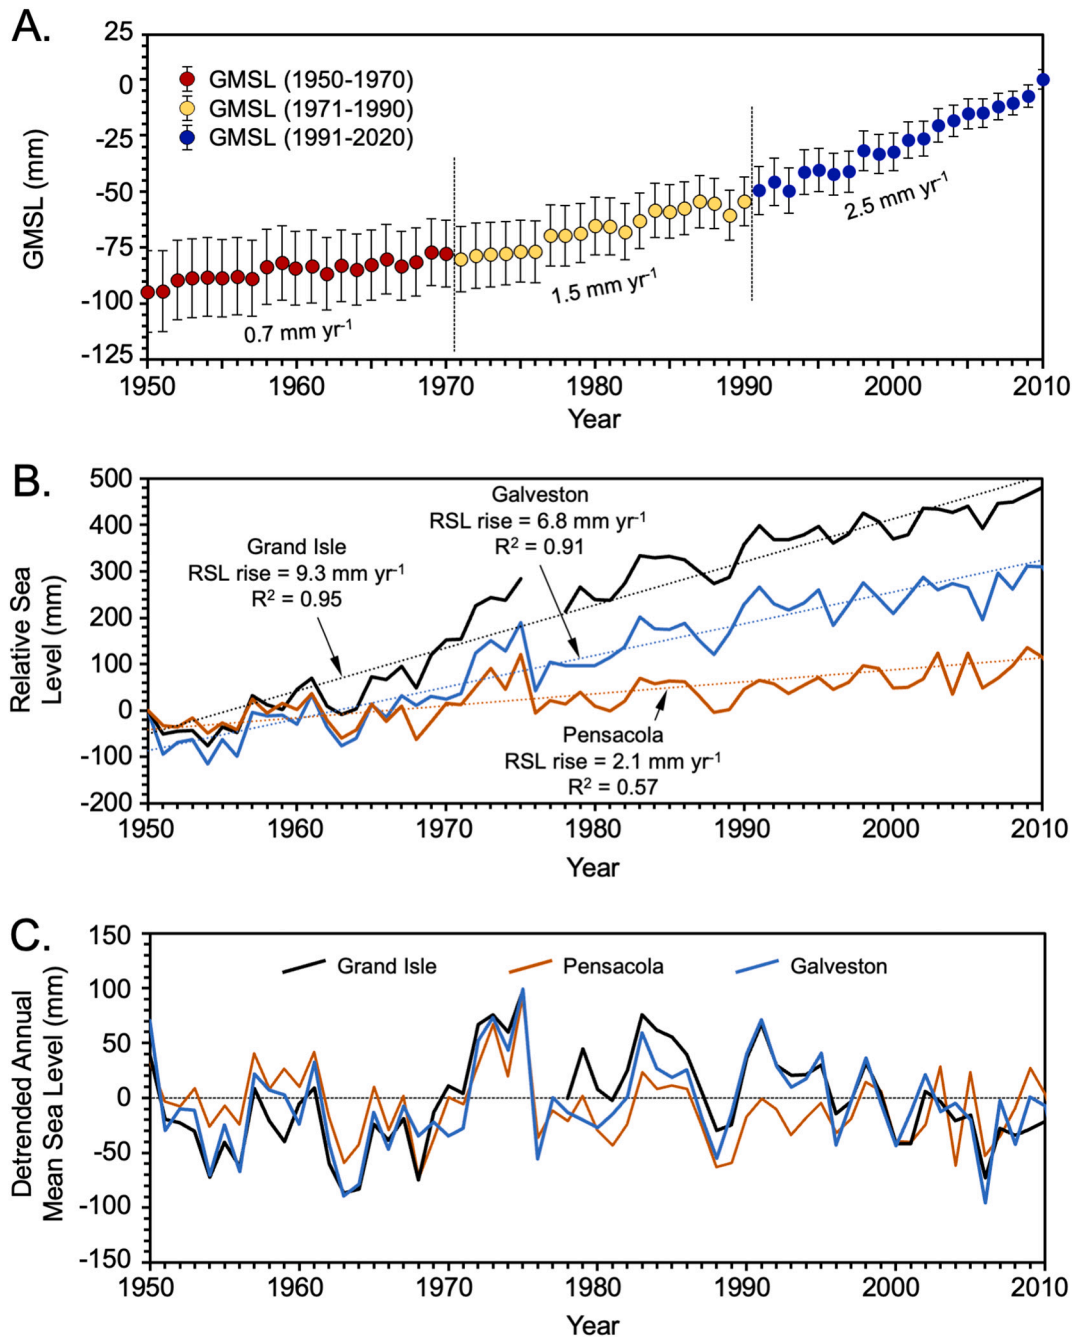 A.
GMSL (mm)
25
0
-25
-50
-75
-100
-125
GMSL (1950-1970)
GMSL (1971-1990)
GMSL (1991-2020)
0.7 mm yr-1
1.5 mm yr-1
2.5 mm yr-1
1950 1960 1970 1980 1990 2000 2010
Year
B.
Relative Sea
Level (mm)
500
400
300
200
100
0
-100
-200
Galveston
RSL rise = 6.8 mm yr-1
R2 = 0.91
Grand Isle
RSL rise = 9.3 mm yr-1
R2 = 0.95
Pensacola
RSL rise = 2.1 mm yr-1
R2 = 0.57
1950 1960 1970 1980 1990 2000 2010
Year
C.
Detrended Annual
Mean Sea Level (mm)
150
100
50
0
-50
-100
-150
Grand Isle Pensacola Galveston
1950 1960 1970 1980 1990 2000 2010
Year